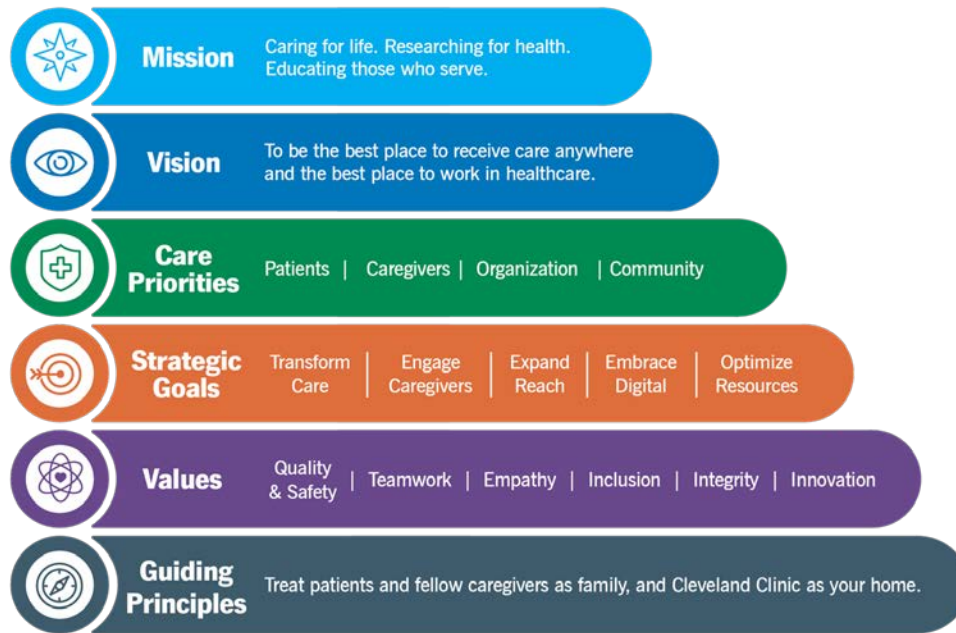 Mission
Caring for life. Researching for health.
Educating those who serve.
Vision
To be the best place to receive care anywhere
and the best place to work in healthcare.
Care
Priorities
Patients | Caregivers | Organization | Community
Strategic
Goals
Transform
Care
Engage
Caregivers
Expand
Reach
Embrace
Digital
Optimize
Resources
Values
Quality
& Safety | Teamwork | Empathy | Inclusion | Integrity | Innovation
Guiding
Principles
Treat patients and fellow caregivers as family, and Cleveland Clinic as your home.